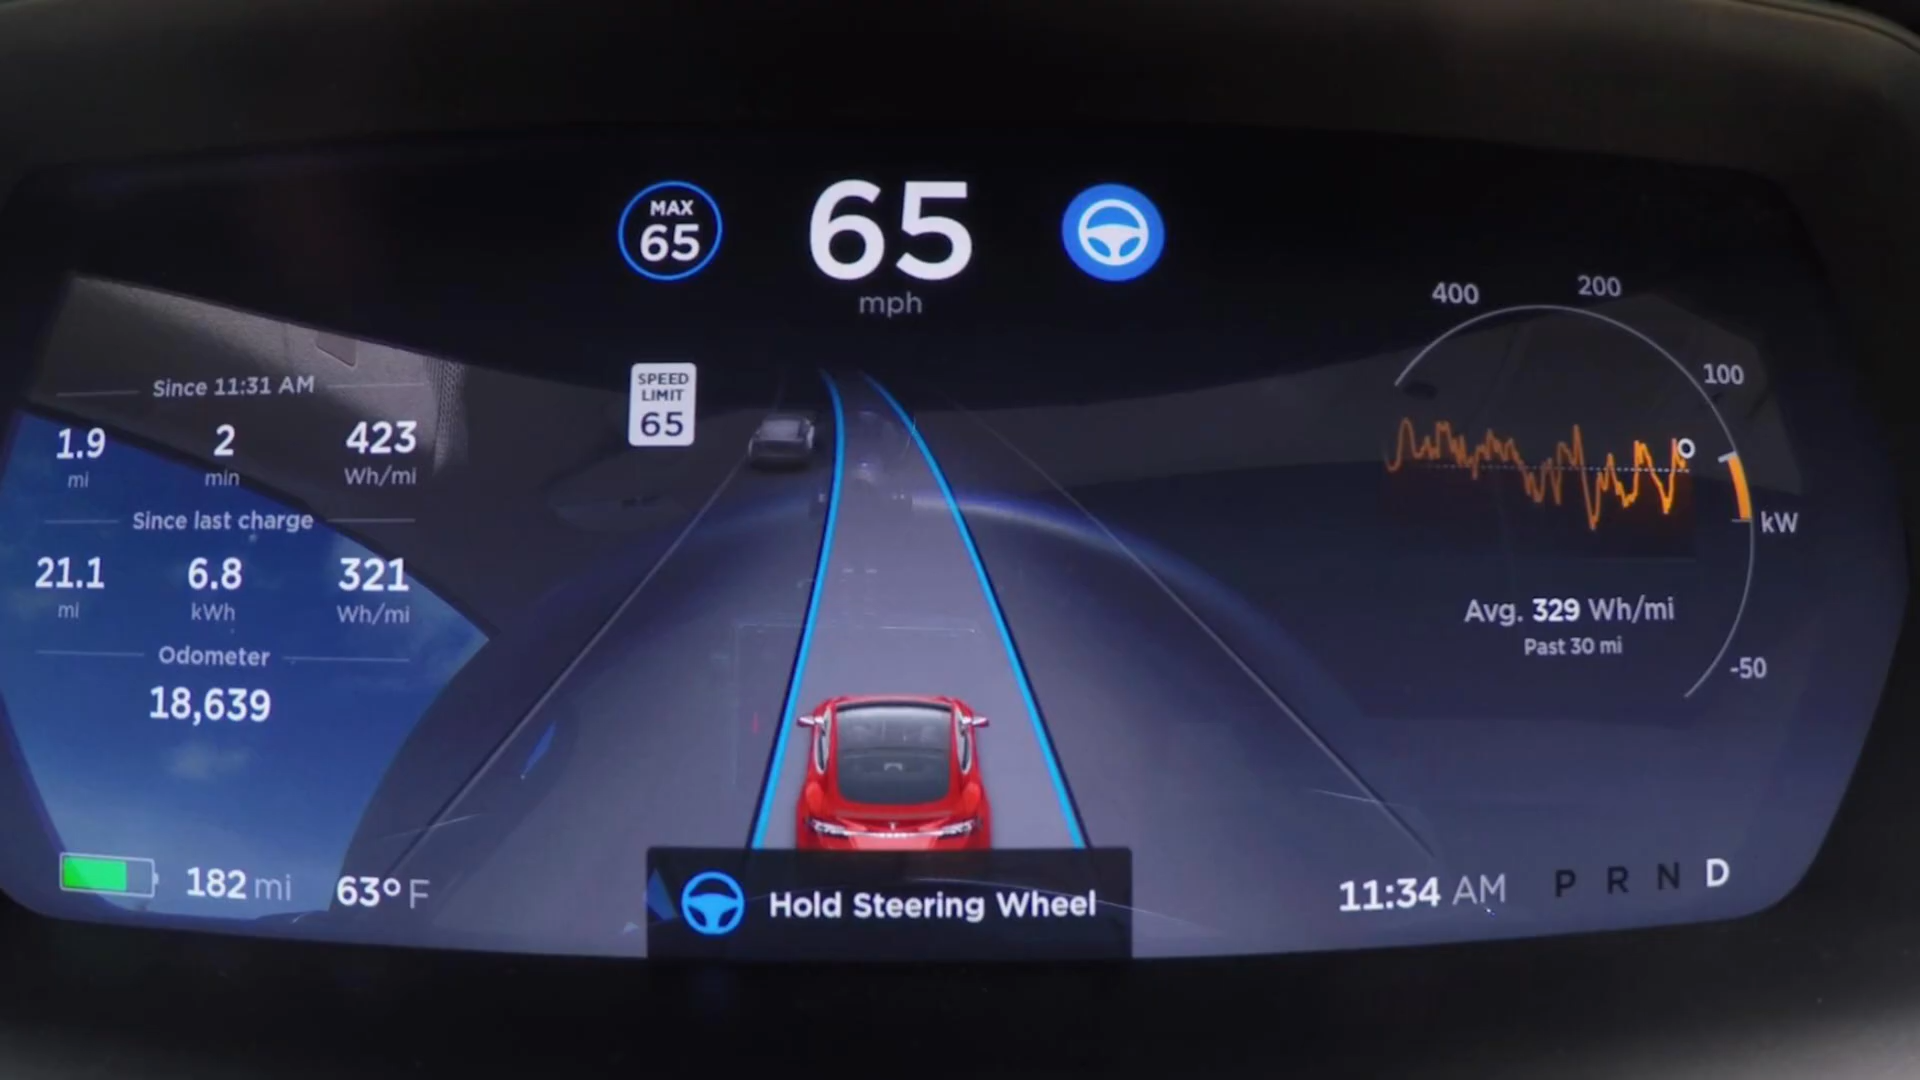 MAX
65
65
mph
SPEED
LIMIT
65
Since 11:31 AM
1.9 2 423
mi min Wh/mi
Since last charge
21.1 6.8 321
mi kWh Wh/mi
Odometer
18,639
182 mi 63° F
400 200
100
kW
-50
Avg. 329 Wh/mi
Past 30 mi
Hold Steering Wheel
11:34 AM P R N D